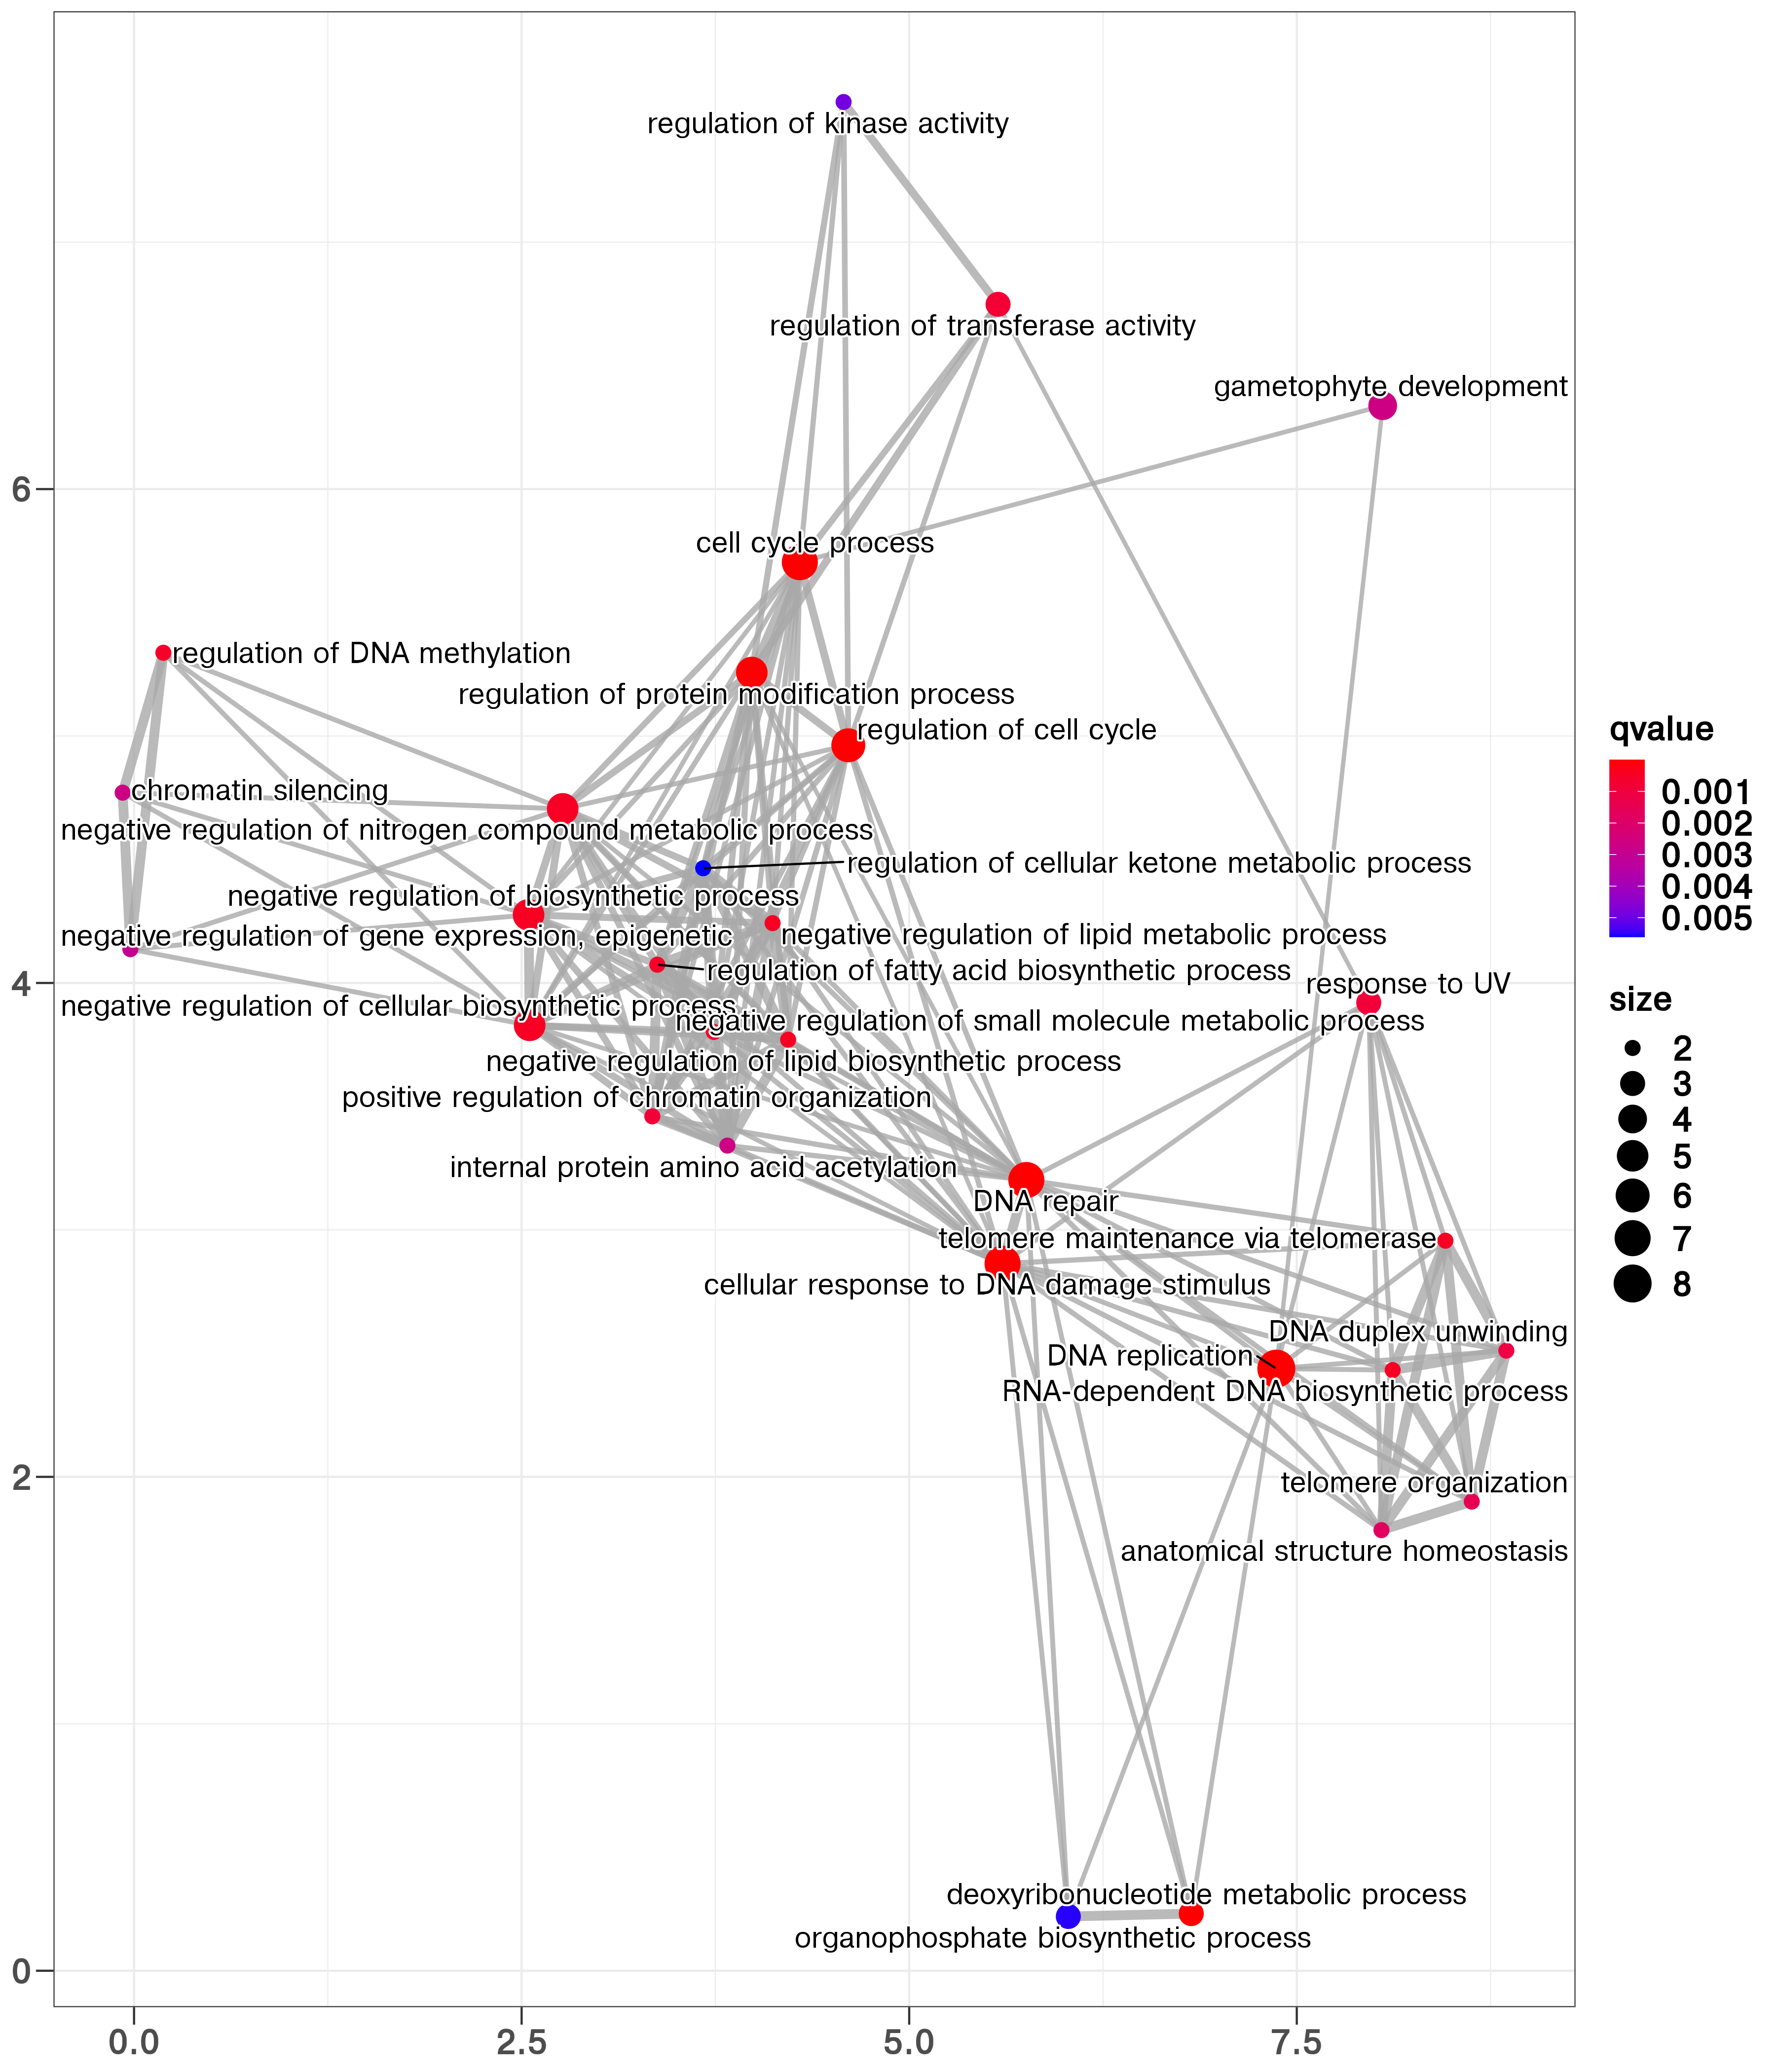 regulation of kinase activity
regulation of transferase activity
gametophyte development
6
cell cycle process
regulation of DNA methylation
regulation of protein modification process
regulation of cell cycle
chromatin silencing
negative regulation of nitrogen compound metabolic process
regulation of cellular ketone metabolic process
negative regulation of biosynthetic process
negative regulation of gene expression, epigenetic
negative regulation of lipid metabolic process
regulation of fatty acid biosynthetic process
4
response to UV
negative regulation of cellular biosynthetic process
negative regulation of small molecule metabolic process
negative regulation of lipid biosynthetic process
positive regulation of chromatin organization
internal protein amino acid acetylation
DNA repair
telomere maintenance via telomerase
cellular response to DNA damage stimulus
DNA duplex unwinding
DNA replication
RNA-dependent DNA biosynthetic process
2
telomere organization
anatomical structure homeostasis
deoxyribonucleotide metabolic process
organophosphate biosynthetic process
0
0.0 2.5 5.0 7.5
qvalue
0.001
0.002
0.003
0.004
0.005
size
2
3
4
5
6
7
8